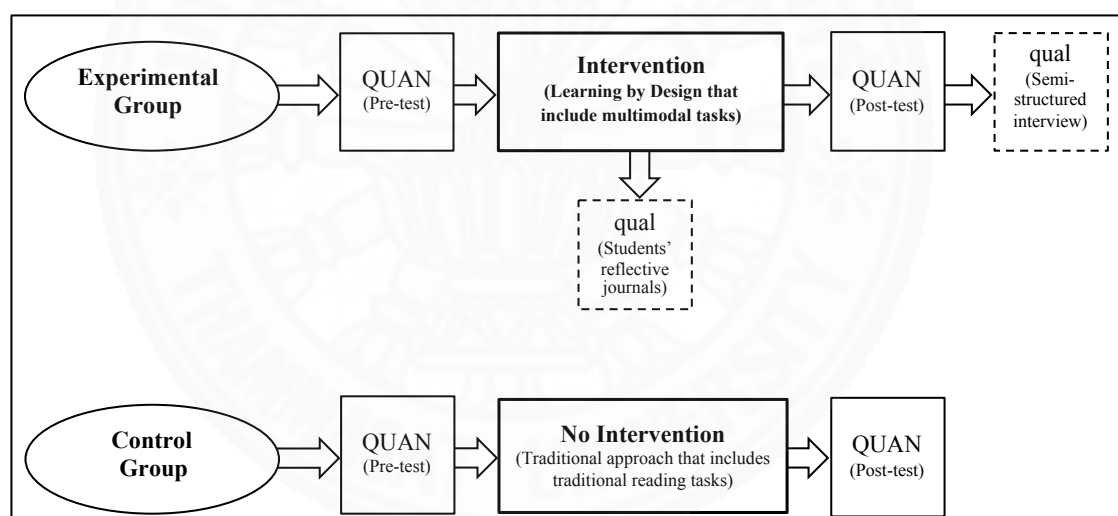 Experimental
Group
QUAN
(Pre-test)
Intervention
(Learning by Design that
include multimodal tasks)
QUAN
(Post-test)
qual
(Semi-
structured
interview)
qual
(Students’
reflective
journals)
Control
Group
QUAN
(Pre-test)
No Intervention
(Traditional approach that includes
traditional reading tasks)
QUAN
(Post-test)